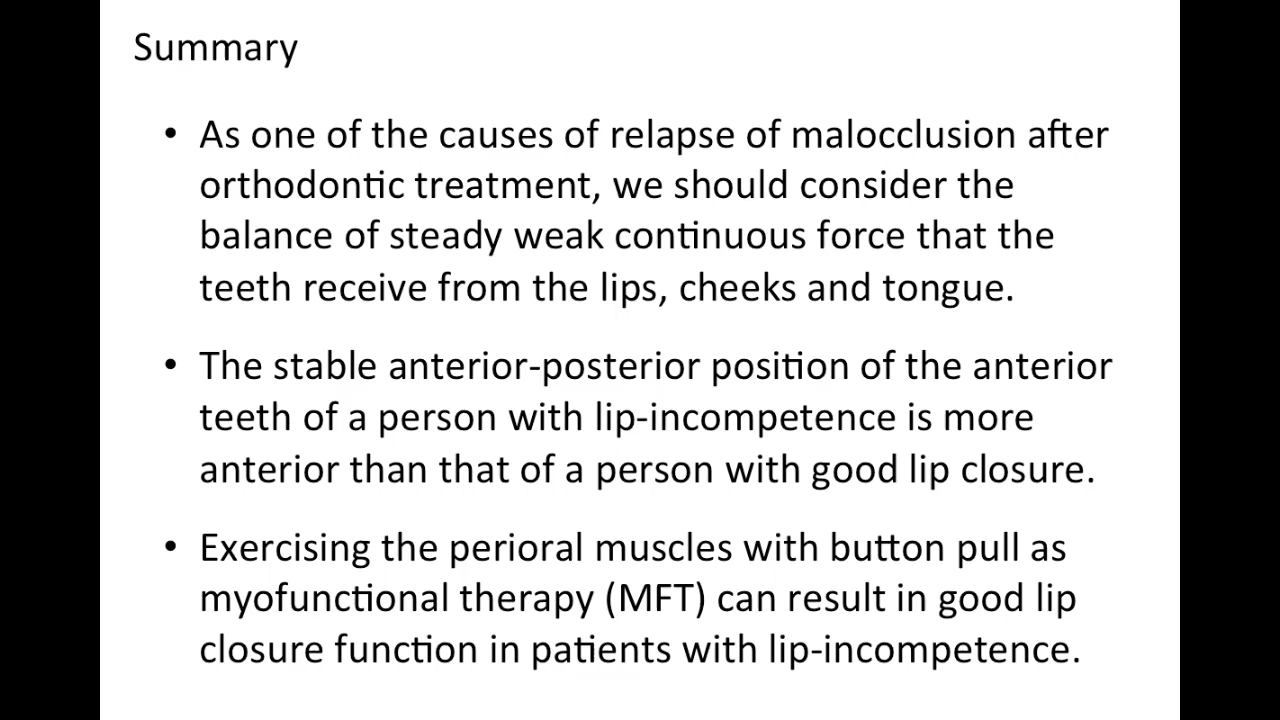 Summary
• As one of the causes of relapse of malocclusion after
orthodontic treatment, we should consider the
balance of steady weak continuous force that the
teeth receive from the lips, cheeks and tongue.
• The stable anterior-posterior position of the anterior
teeth of a person with lip-incompetence is more
anterior than that of a person with good lip closure.
• Exercising the perioral muscles with button pull as
myofunctional therapy (MFT) can result in good lip
closure function in patients with lip-incompetence.